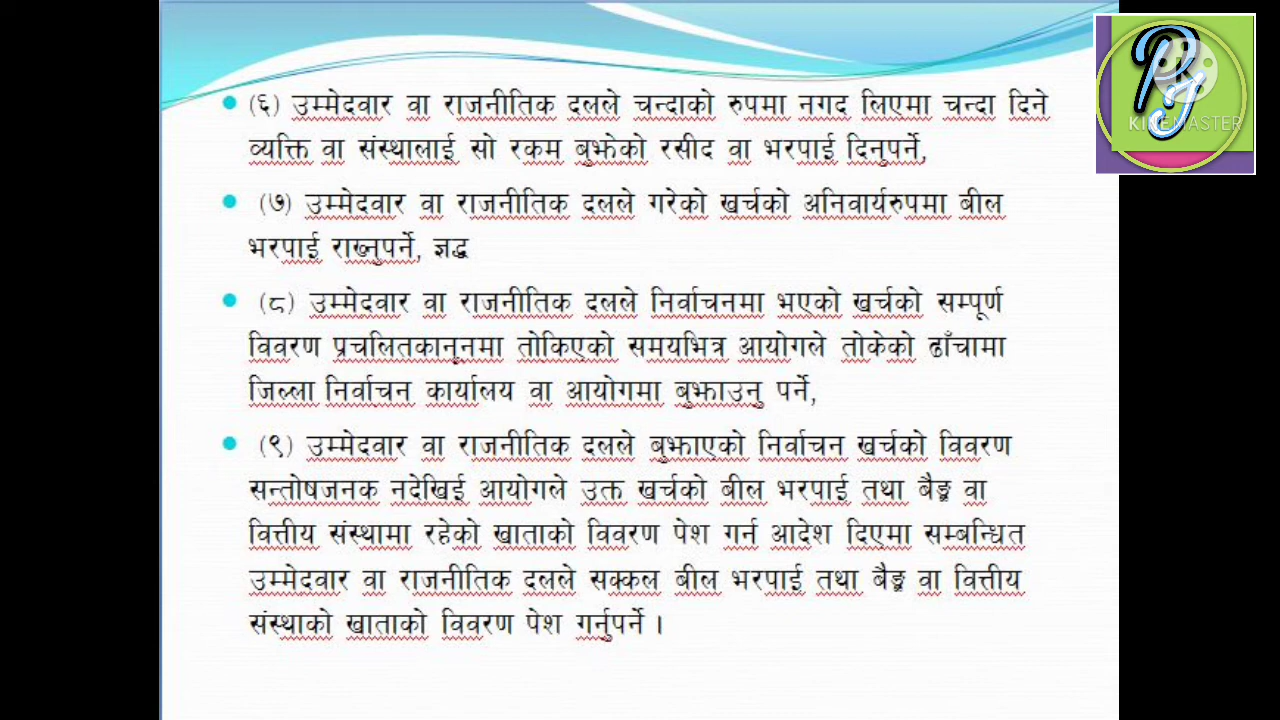 (६) उम्मेदवार वा राजनीतिक दलले चन्दाको रुपमा नगद लिएमा चन्दा दिने
व्यक्ति वा संस्थालाई सो रकम बुझेको रसीद वा भरपाई दिनुपर्ने,
(७) उम्मेदवार वा राजनीतिक दलले गरेको खर्चको अनिवार्यरुपमा बील
भरपाई राख्नुपर्ने, ज्ञद्ध
(८) उम्मेदवार वा राजनीतिक दलले निर्वाचनमा भएको खर्चको सम्पूर्ण
विवरण प्रचलितकानूनमा तोकिएको समयभित्र आयोगले तोकेको ढाँचामा
जिल्ला निर्वाचन कार्यालय वा आयोगमा बुझाउनु पर्ने,
(९) उम्मेदवार वा राजनीतिक दलले बुझाएको निर्वाचन खर्चको विवरण
सन्तोषजनक नदेखिई आयोगले उक्त खर्चको बील भरपाई तथा बैङ्क वा
वित्तीय संस्थामा रहेको खाताको विवरण पेश गर्न आदेश दिएमा सम्बन्धित
उम्मेदवार वा राजनीतिक दलले सक्कल बील भरपाई तथा बैङ्क वा वित्तीय
संस्थाको खाताको विवरण पेश गर्नुपर्ने ।
KINEMASTER